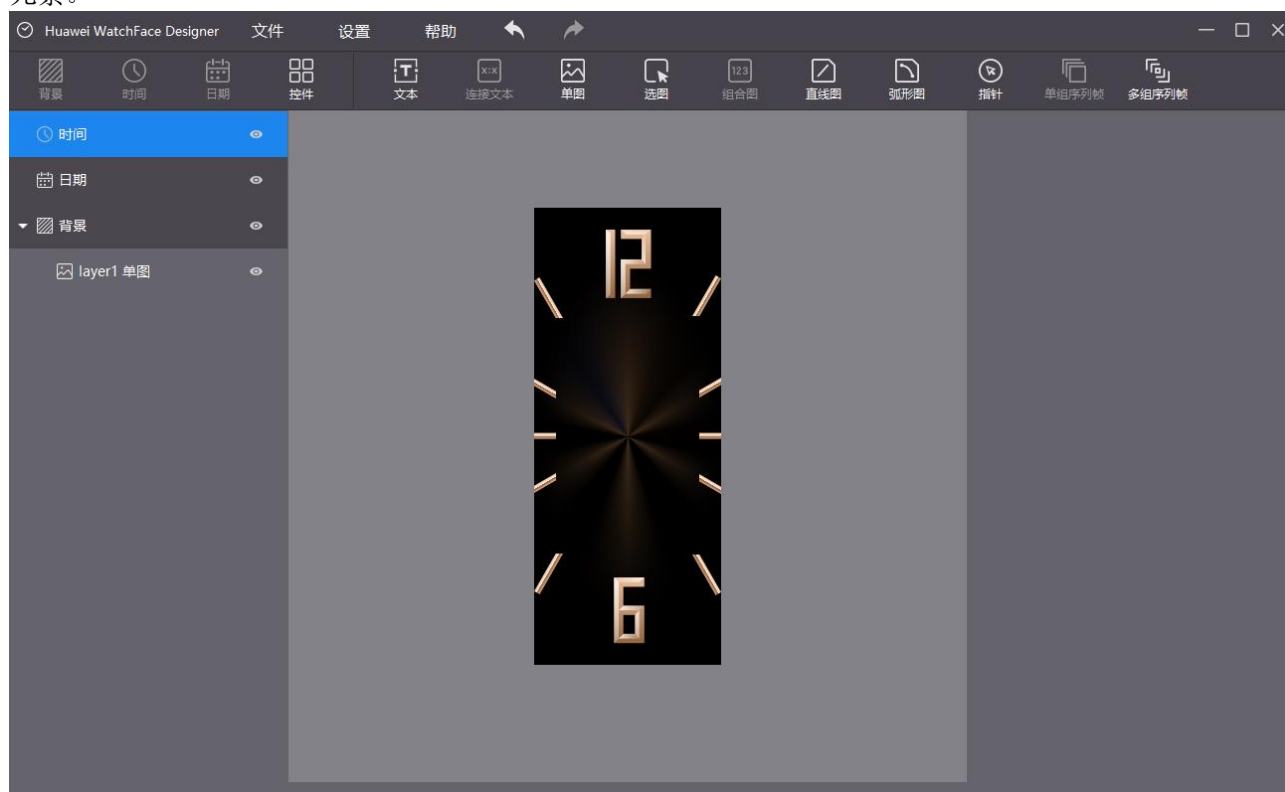 元素。
Huawei WatchFace Designer 文件 设置 帮助
背景 时间 日期 控件 文本 连接文本 单图 选图 组合图 直线图 弧形图 指针 单组序列帧 多组序列帧
时间
日期
背景
layer1 单图
12
6